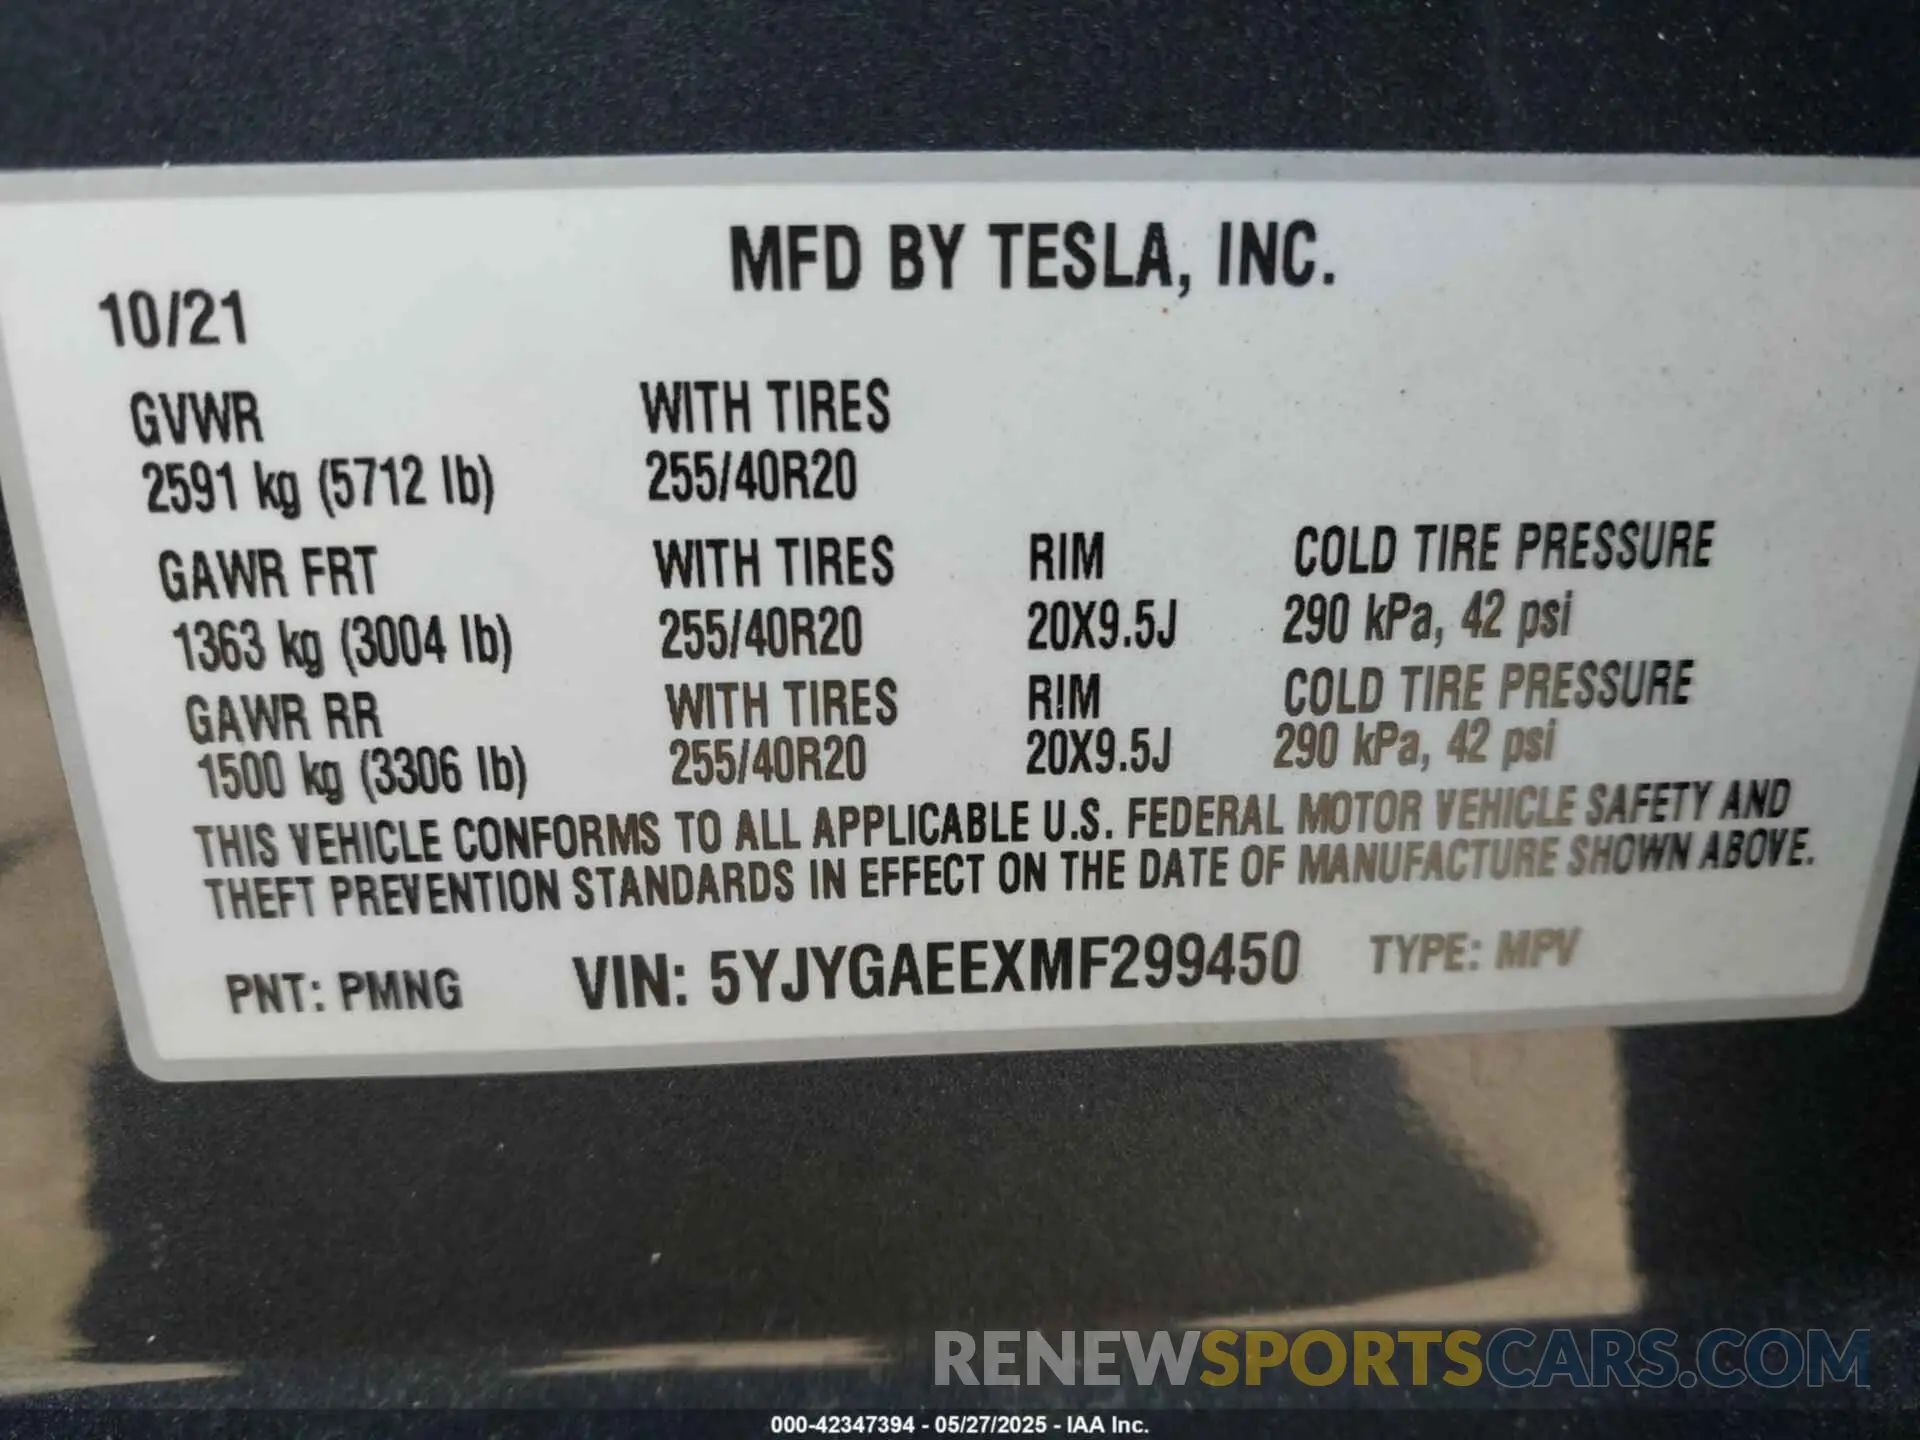 MFD BY TESLA, INC.
10/21
GVWR WITH TIRES
2591 kg (5712 lb) 255/40R20
GAWR FRT WITH TIRES RIM COLD TIRE PRESSURE
1363 kg (3004 lb) 255/40R20 20X9.5J 290 kPa, 42 psi
GAWR RR WITH TIRES RIM COLD TIRE PRESSURE
1500 kg (3306 lb) 255/40R20 20X9.5J 290 kPa, 42 psi
THIS VEHICLE CONFORMS TO ALL APPLICABLE U.S. FEDERAL MOTOR VEHICLE SAFETY AND
THEFT PREVENTION STANDARDS IN EFFECT ON THE DATE OF MANUFACTURE SHOWN ABOVE.
PNT: PMNG VIN: 5YJYGAEEXMF299450 TYPE: MPV
RENEWSPORTSCARS.COM
000-42347394 - 05/27/2025 - IAA Inc.